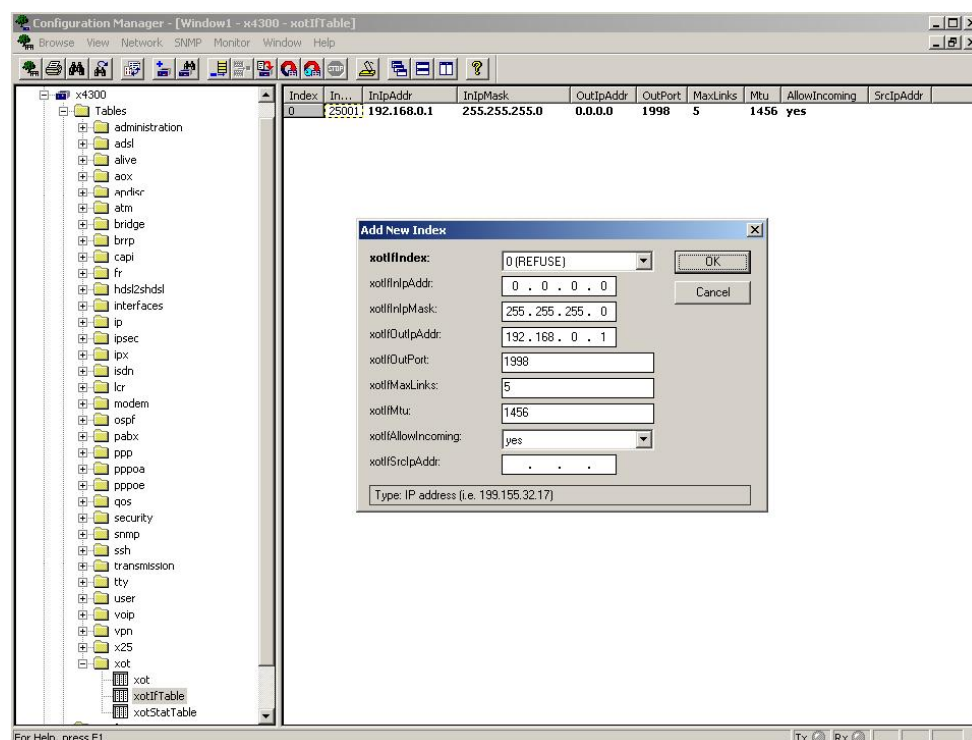 Configuration Manager - [Window1 - x4300 - xotIfTable]
Browse View Network SNMP Monitor Window Help
x4300
Tables
administration
adsl
alive
aox
apdisc
atm
bridge
brrp
capi
fr
hdsl2shdsl
interfaces
ip
ipsec
ipx
isdn
lcr
modem
ospf
pabx
ppp
pppoa
pppoe
qos
security
snmp
ssh
transmission
tty
user
voip
vpn
x25
xot
xot
xotIfTable
xotStatTable
Index In... InIpAddr InIpMask OutIpAddr OutPort MaxLinks Mtu AllowIncoming SrcIpAddr
0 25001 192.168.0.1 255.255.255.0 0.0.0.0 1998 5 1456 yes
Add New Index
xotIfIndex: 0 (REFUSE)
xotIfInIpAddr: 0 . 0 . 0 . 0
xotIfInIpMask: 255 . 255 . 255 . 0
xotIfOutIpAddr: 192 . 168 . 0 . 1
xotIfOutPort: 1998
xotIfMaxLinks: 5
xotIfMtu: 1456
xotIfAllowIncoming: yes
xotIfSrcIpAddr: . . .
OK
Cancel
Type: IP address (i.e. 199.155.32.17)
For Help, press F1
Tx Rx